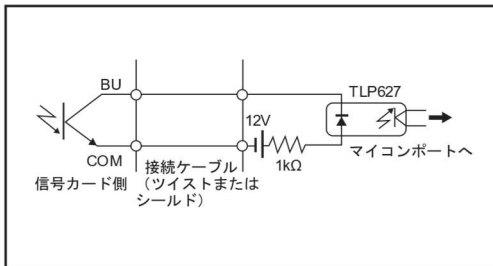 BU
TLP627
12V
COM
1kΩ
マイコンポートへ
信号カード側
接続ケーブル
（ツイストまたは
シールド）